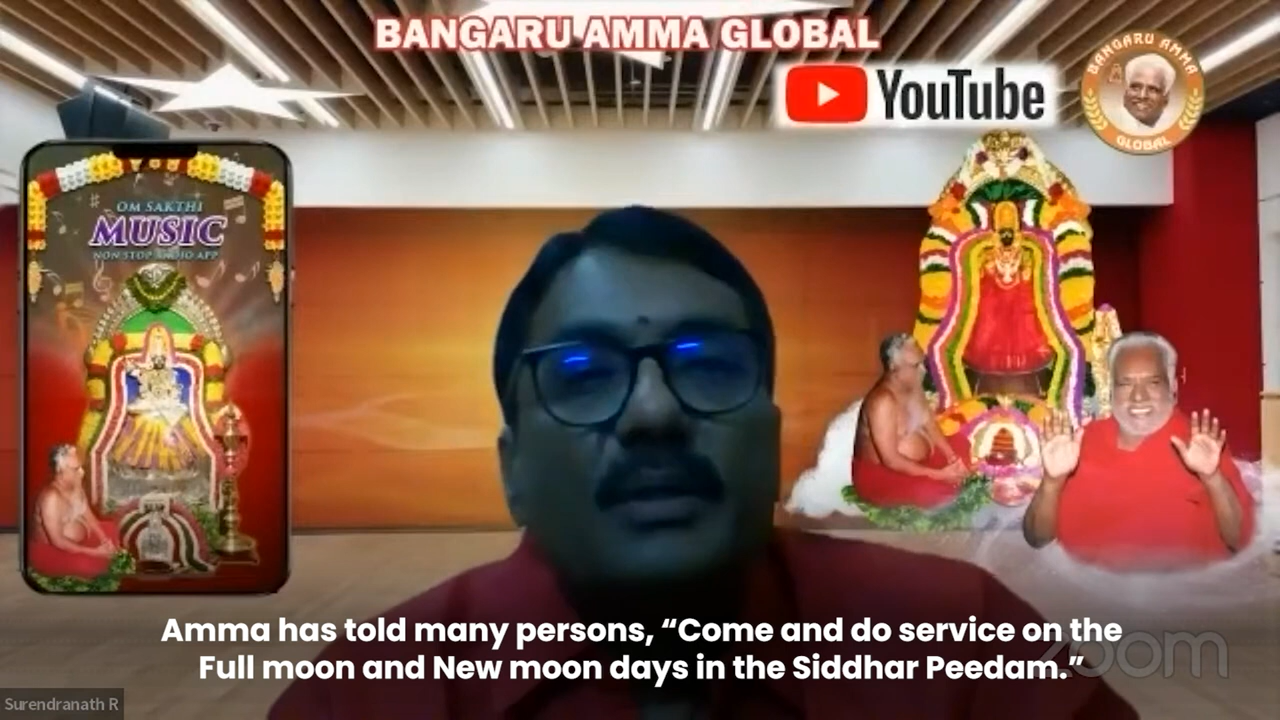 BANGARU AMMA GLOBAL
YouTube
BANGARU AMMA
GLOBAL
OM SAKTHI
MUSIC
NON STOP RADIO APP
Amma has told many persons, “Come and do service on the
Full moon and New moon days in the Siddhar Peedam.”
zoom
Surendranath R